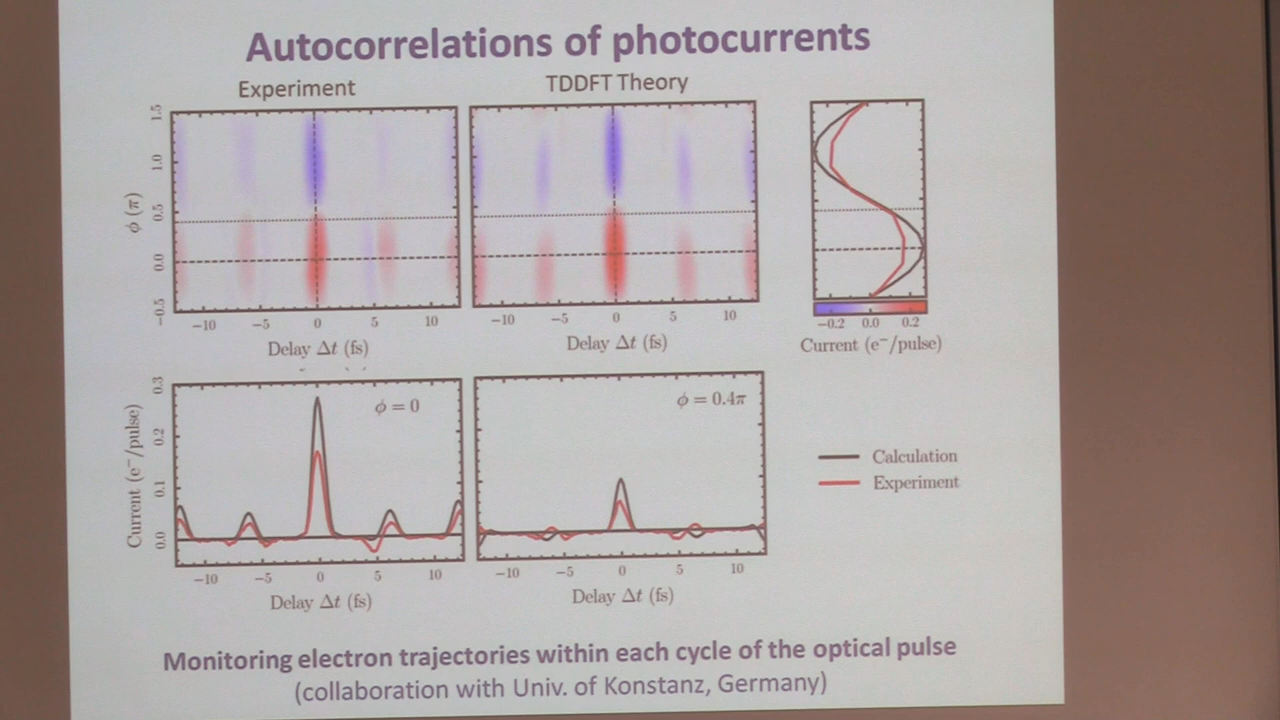 Autocorrelations of photocurrents
Experiment
TDDFT Theory
1.5
1.0
0.5
0.0
−0.5
ϕ (π)
−10 −5 0 5 10
Delay Δt (fs)
−10 −5 0 5 10
Delay Δt (fs)
−0.2 0.0 0.2
Current (e⁻/pulse)
0.3
0.2
0.1
0.0
Current (e⁻/pulse)
ϕ = 0
−10 −5 0 5 10
Delay Δt (fs)
ϕ = 0.4π
−10 −5 0 5 10
Delay Δt (fs)
Calculation
Experiment
Monitoring electron trajectories within each cycle of the optical pulse
(collaboration with Univ. of Konstanz, Germany)